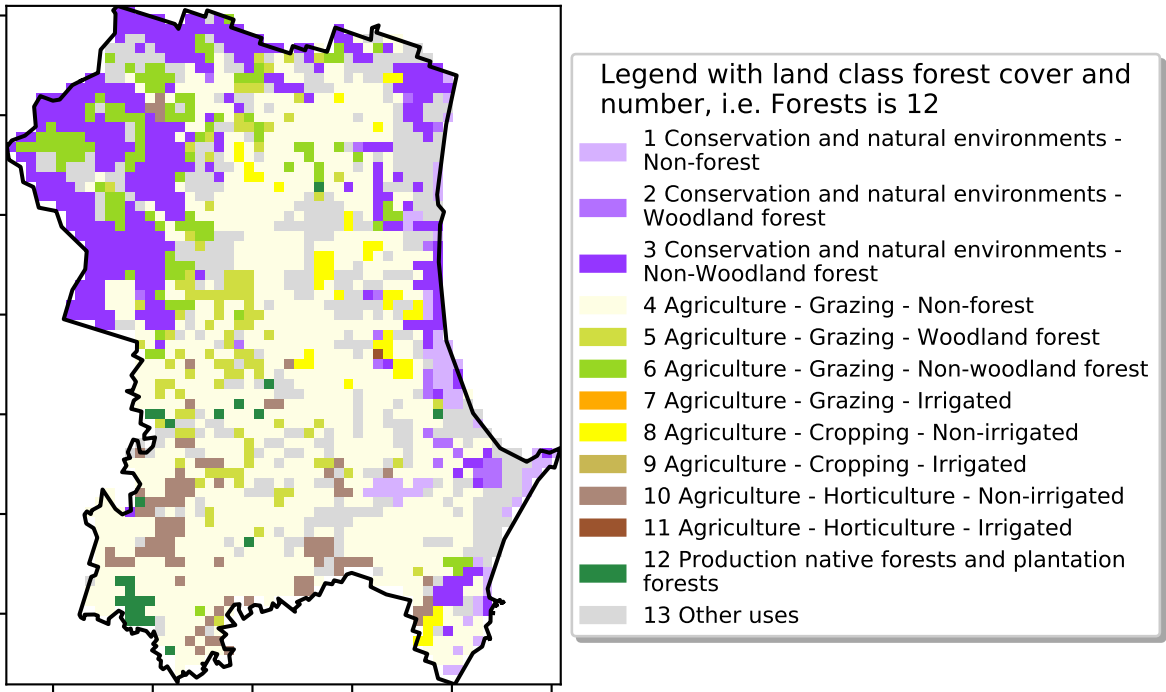 Legend with land class forest cover and
number, i.e. Forests is 12
1 Conservation and natural environments -
Non-forest
2 Conservation and natural environments -
Woodland forest
3 Conservation and natural environments -
Non-Woodland forest
4 Agriculture - Grazing - Non-forest
5 Agriculture - Grazing - Woodland forest
6 Agriculture - Grazing - Non-woodland forest
7 Agriculture - Grazing - Irrigated
8 Agriculture - Cropping - Non-irrigated
9 Agriculture - Cropping - Irrigated
10 Agriculture - Horticulture - Non-irrigated
11 Agriculture - Horticulture - Irrigated
12 Production native forests and plantation
forests
13 Other uses